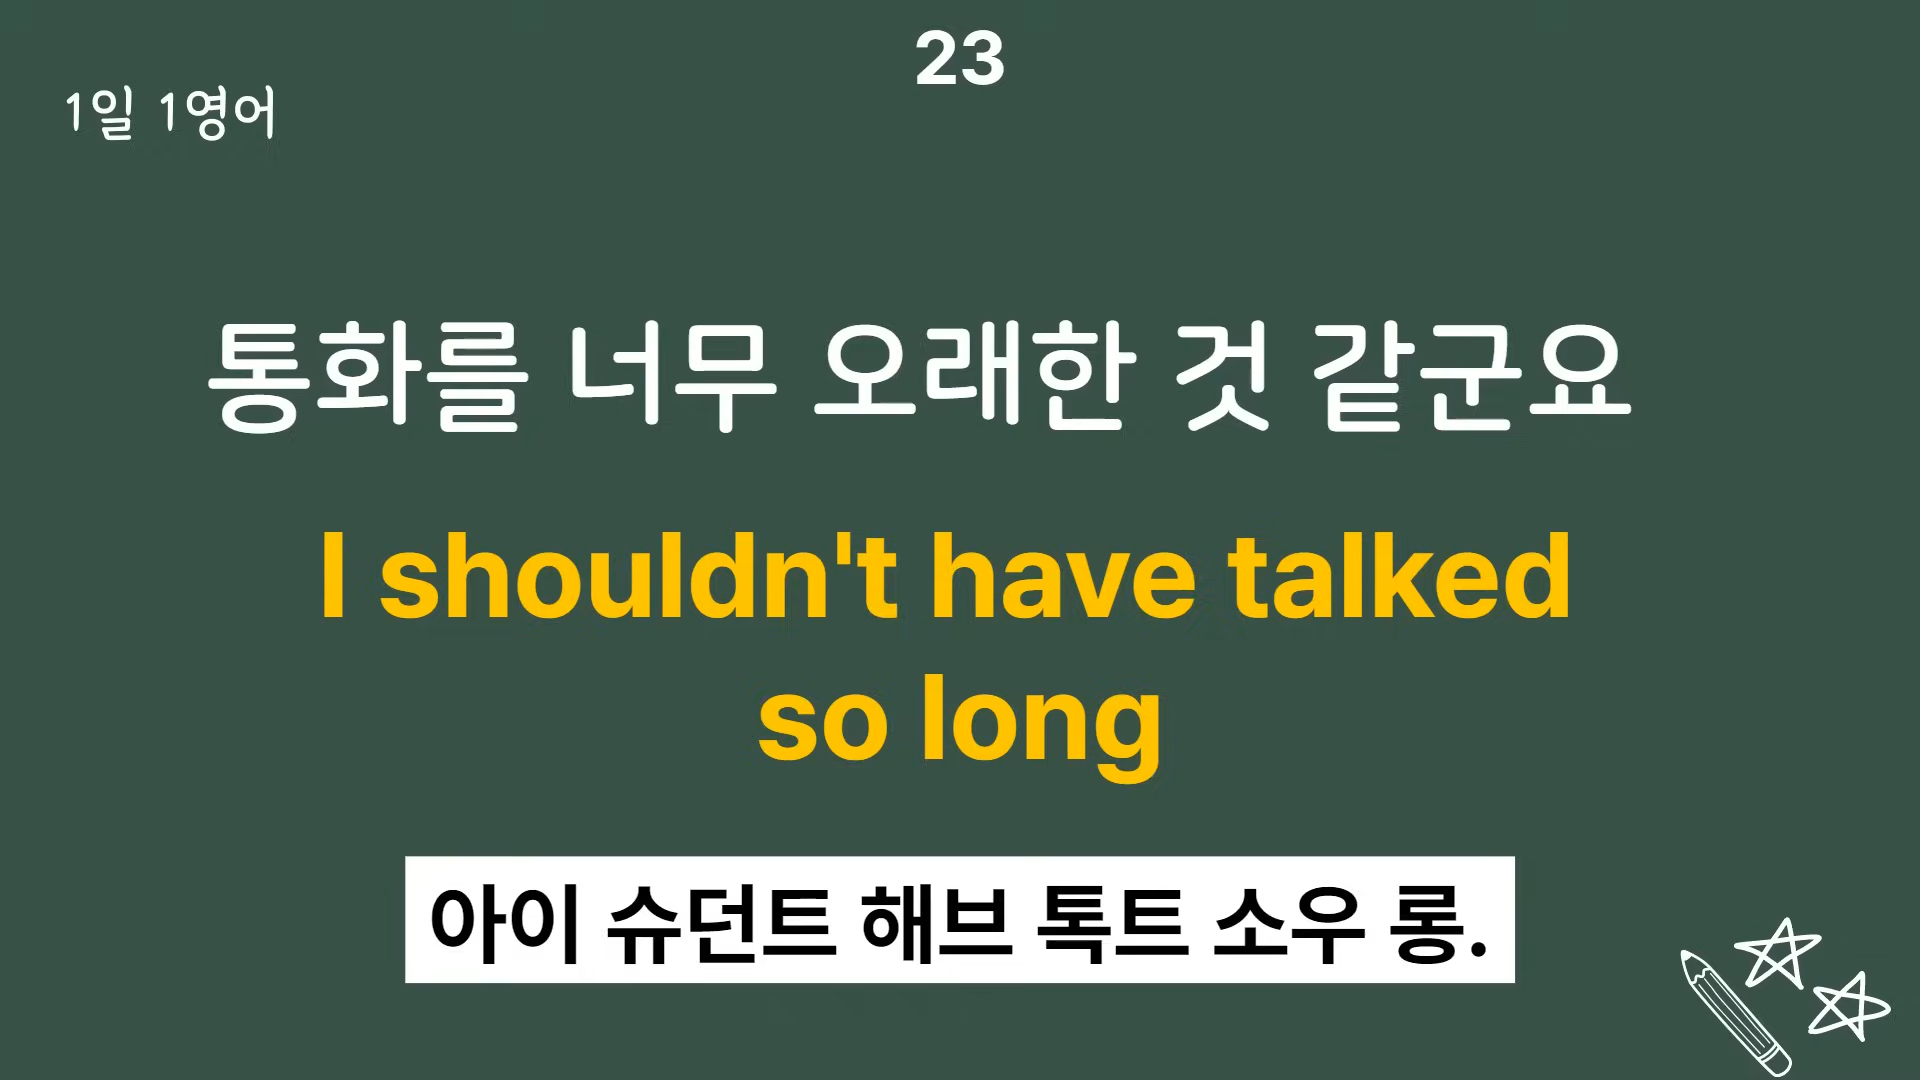 23
1일 1영어
통화를 너무 오래한 것 같군요
I shouldn't have talked
so long
아이 슈던트 해브 톡트 소우 롱.